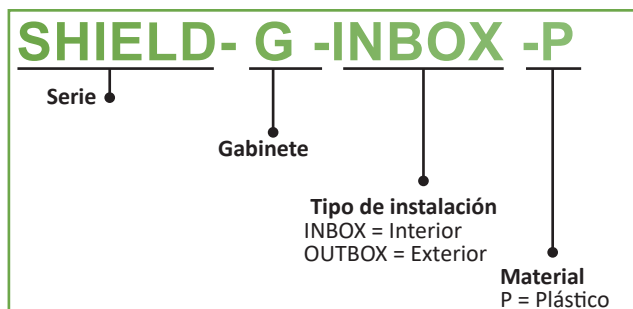 SHIELD- G -INBOX -P
Serie
Gabinete
Tipo de instalación
INBOX = Interior
OUTBOX = Exterior
Material
P = Plástico